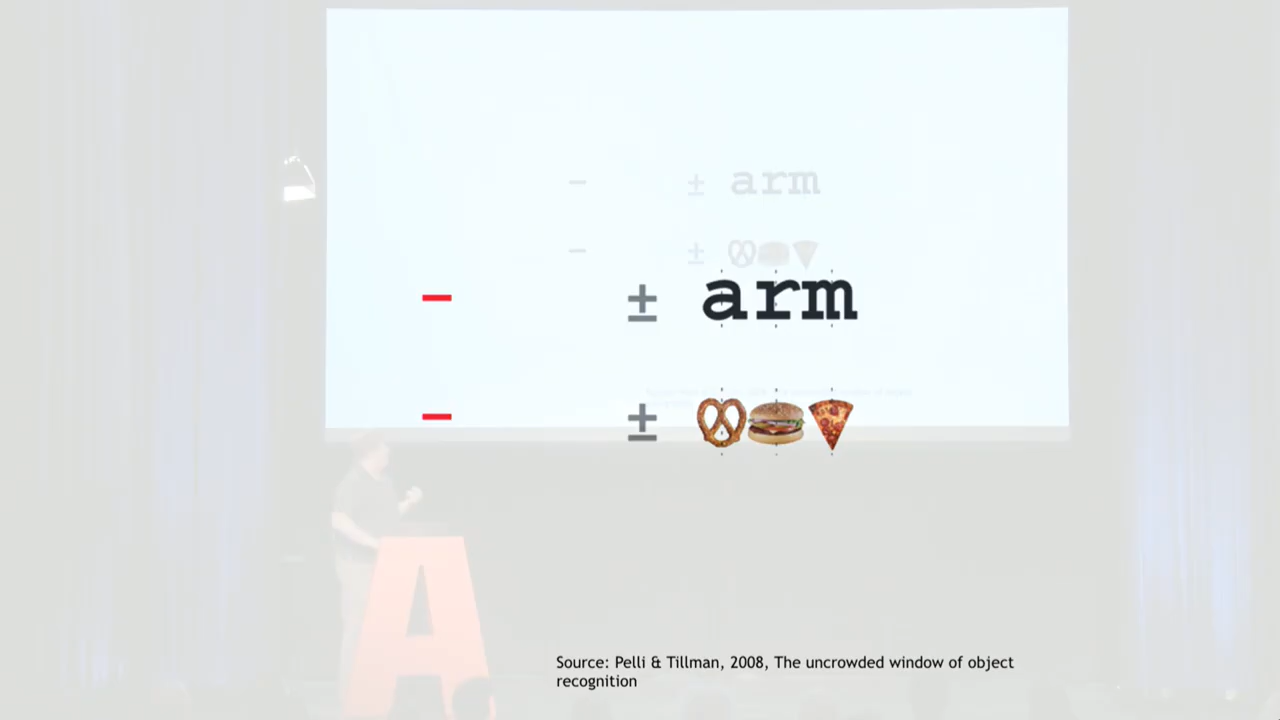 − ± arm
− ±
− ± arm
− ±
A
Source: Pelli & Tillman, 2008, The uncrowded window of object
recognition